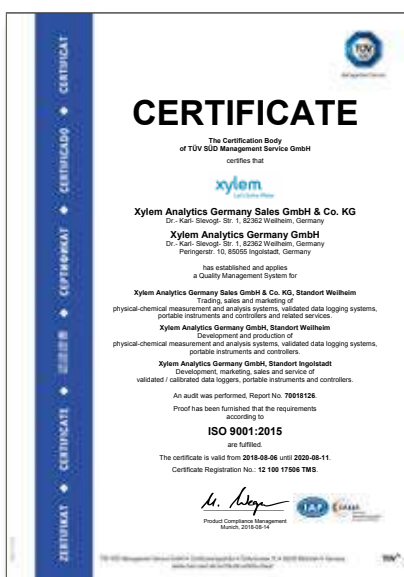 CERTIFICATE
The Certification Body
of TÜV SÜD Management Service GmbH
certifies that
xylem
Let's Solve Water
Xylem Analytics Germany Sales GmbH & Co. KG
Dr.- Karl- Slevogt- Str. 1, 82362 Weilheim, Germany
Xylem Analytics Germany GmbH
Dr.- Karl- Slevogt- Str. 1, 82362 Weilheim, Germany
Peringerstr. 10, 85055 Ingolstadt, Germany
has established and applies
a Quality Management System for
Xylem Analytics Germany Sales GmbH & Co. KG, Standort Weilheim
Trading, sales and marketing of
physical-chemical measurement and analysis systems, validated data logging systems,
portable instruments and controllers and related services.
Xylem Analytics Germany GmbH, Standort Weilheim
Development and production of
physical-chemical measurement and analysis systems, validated data logging systems,
portable instruments and controllers.
Xylem Analytics Germany GmbH, Standort Ingolstadt
Development, marketing, sales and service of
validated / calibrated data loggers, portable instruments and controllers.
An audit was performed, Report No. 70018126.
Proof has been furnished that the requirements
according to
ISO 9001:2015
are fulfilled.
The certificate is valid from 2018-08-06 until 2020-08-11.
Certificate Registration No.: 12 100 17506 TMS.
Product Compliance Management
Munich, 2018-08-14
IAF
ZERTIFIKAT ◆ CERTIFICATE ◆
◆ СЕРТИФИКАТ ◆ CERTIFICADO ◆ CERTIFICAT
TÜV